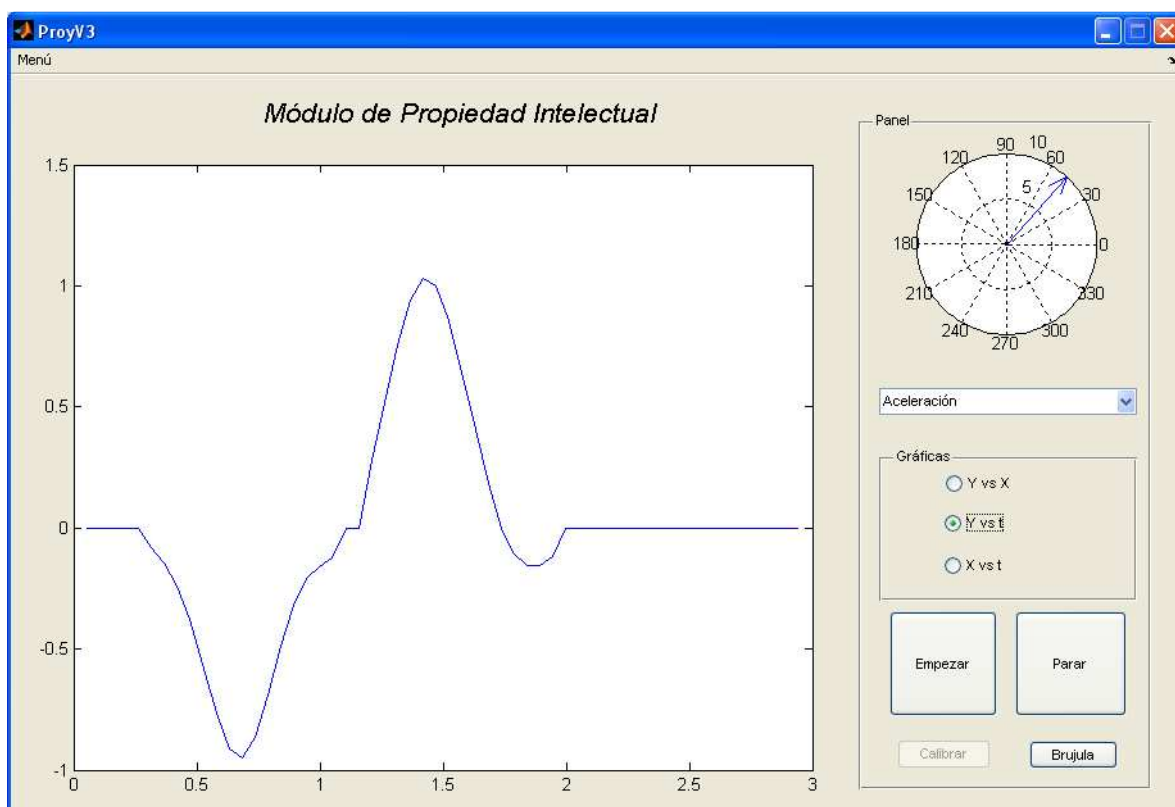 ProyV3
Menú
Módulo de Propiedad Intelectual
1.5
1
0.5
0
-0.5
-1
0
0.5
1
1.5
2
2.5
3
Panel
90
10
120
60
5
150
30
180
0
210
330
240
300
270
Aceleración
Gráficas
Y vs X
Y vs t
X vs t
Empezar
Parar
Calibrar
Brujula